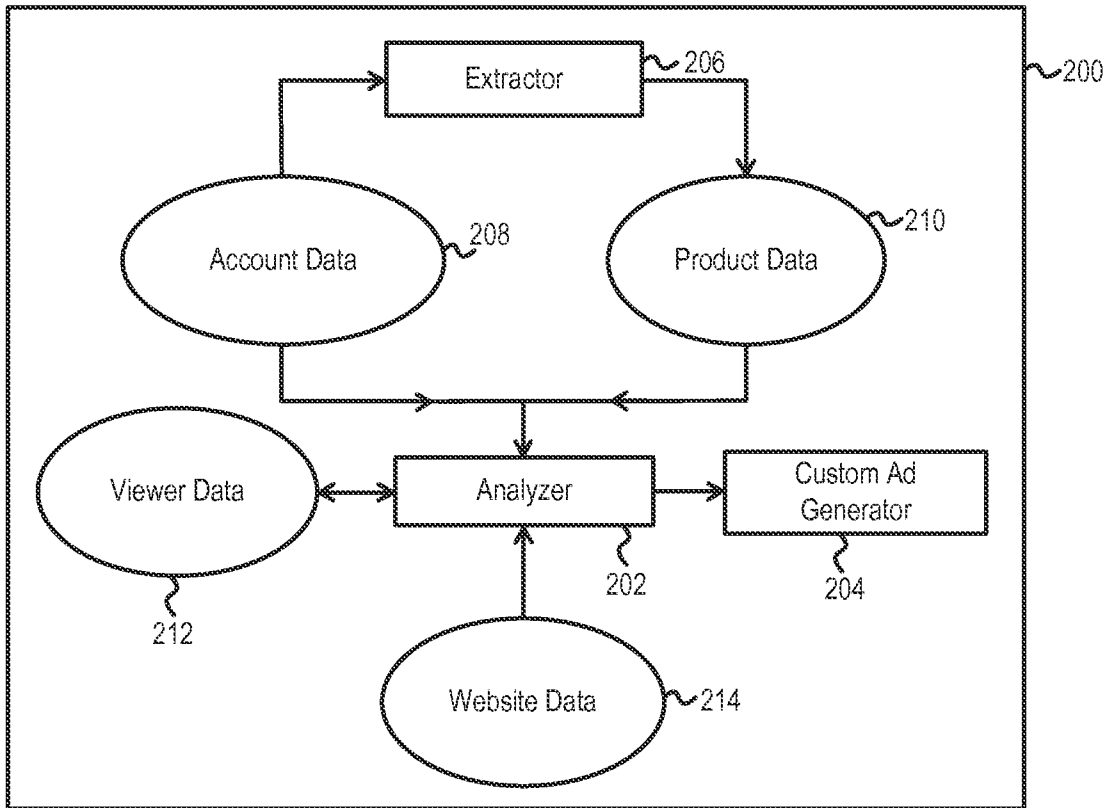 Extractor
206
200
Account Data
208
Product Data
210
Viewer Data
212
Analyzer
202
Custom Ad
Generator
204
Website Data
214